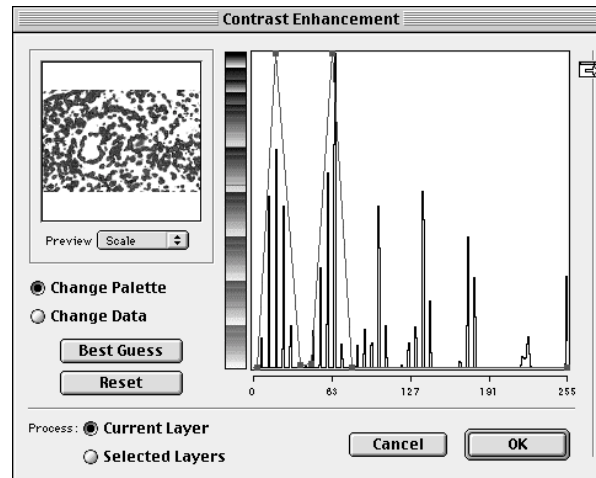 Contrast Enhancement
Preview Scale
Change Palette
Change Data
Best Guess
Reset
0 63 127 191 255
Process: Current Layer
Selected Layers
Cancel OK